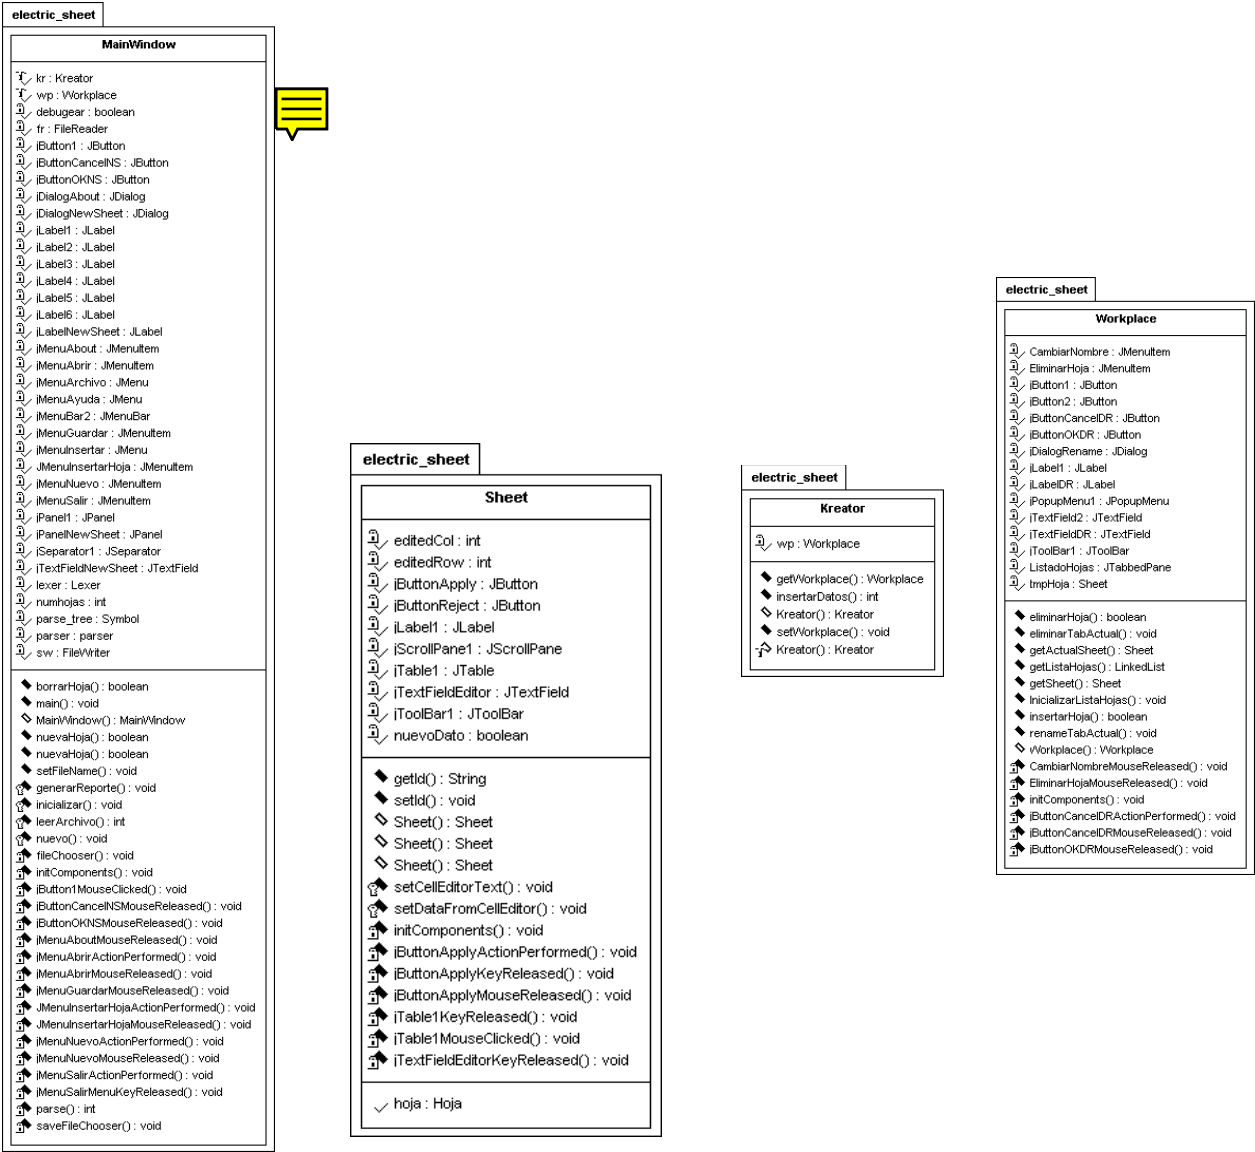 electric_sheet
MainWindow
kr : Kreator
wp : Workplace
debugear : boolean
fr : FileReader
jButton1 : JButton
jButtonCancelNS : JButton
jButtonOKNS : JButton
jDialogAbout : JDialog
jDialogNewSheet : JDialog
jLabel1 : JLabel
jLabel2 : JLabel
jLabel3 : JLabel
jLabel4 : JLabel
jLabel5 : JLabel
jLabel6 : JLabel
jLabelNewSheet : JLabel
jMenuAbout : JMenuItem
jMenuAbrir : JMenuItem
jMenuArchivo : JMenu
jMenuAyuda : JMenu
jMenuBar2 : JMenuBar
jMenuGuardar : JMenuItem
jMenuInsertar : JMenu
JMenuInsertarHoja : JMenuItem
jMenuNuevo : JMenuItem
jMenuSalir : JMenuItem
jPanel1 : JPanel
jPanelNewSheet : JPanel
jSeparator1 : JSeparator
jTextFieldNewSheet : JTextField
lexer : Lexer
numhojas : int
parse_tree : Symbol
parser : parser
sw : FileWriter
borrarHoja() : boolean
main() : void
MainWindow() : MainWindow
nuevaHoja() : boolean
nuevaHoja() : boolean
setFileName() : void
generarReporte() : void
inicializar() : void
leerArchivo() : int
nuevo() : void
fileChooser() : void
initComponents() : void
jButton1MouseClicked() : void
jButtonCancelNSMouseReleased() : void
jButtonOKNSMouseReleased() : void
jMenuAboutMouseReleased() : void
jMenuAbrirActionPerformed() : void
jMenuAbrirMouseReleased() : void
jMenuGuardarMouseReleased() : void
JMenuInsertarHojaActionPerformed() : void
JMenuInsertarHojaMouseReleased() : void
jMenuNuevoActionPerformed() : void
jMenuNuevoMouseReleased() : void
jMenuSalirActionPerformed() : void
jMenuSalirMenuKeyReleased() : void
parse() : int
saveFileChooser() : void
electric_sheet
Sheet
editedCol : int
editedRow : int
jButtonApply : JButton
jButtonReject : JButton
jLabel1 : JLabel
jScrollPane1 : JScrollPane
jTable1 : JTable
jTextFieldEditor : JTextField
jToolBar1 : JToolBar
nuevoDato : boolean
getId() : String
setId() : void
Sheet() : Sheet
Sheet() : Sheet
Sheet() : Sheet
setCellEditorText() : void
setDataFromCellEditor() : void
initComponents() : void
jButtonApplyActionPerformed() : void
jButtonApplyKeyReleased() : void
jButtonApplyMouseReleased() : void
jTable1KeyReleased() : void
jTable1MouseClicked() : void
jTextFieldEditorKeyReleased() : void
hoja : Hoja
electric_sheet
Kreator
wp : Workplace
getWorkplace() : Workplace
insertarDatos() : int
Kreator() : Kreator
setWorkplace() : void
Kreator() : Kreator
electric_sheet
Workplace
CambiarNombre : JMenuItem
EliminarHoja : JMenuItem
jButton1 : JButton
jButton2 : JButton
jButtonCancelDR : JButton
jButtonOKDR : JButton
jDialogRename : JDialog
jLabel1 : JLabel
jLabelDR : JLabel
jPopupMenu1 : JPopupMenu
jTextField2 : JTextField
jTextFieldDR : JTextField
jToolBar1 : JToolBar
ListadoHojas : JTabbedPane
tmpHoja : Sheet
eliminarHoja() : boolean
eliminarTabActual() : void
getActualSheet() : Sheet
getListaHojas() : LinkedList
getSheet() : Sheet
InicializarListaHojas() : void
insertarHoja() : boolean
renameTabActual() : void
Workplace() : Workplace
CambiarNombreMouseReleased() : void
EliminarHojaMouseReleased() : void
initComponents() : void
jButtonCancelDRActionPerformed() : void
jButtonCancelDRMouseReleased() : void
jButtonOKDRMouseReleased() : void